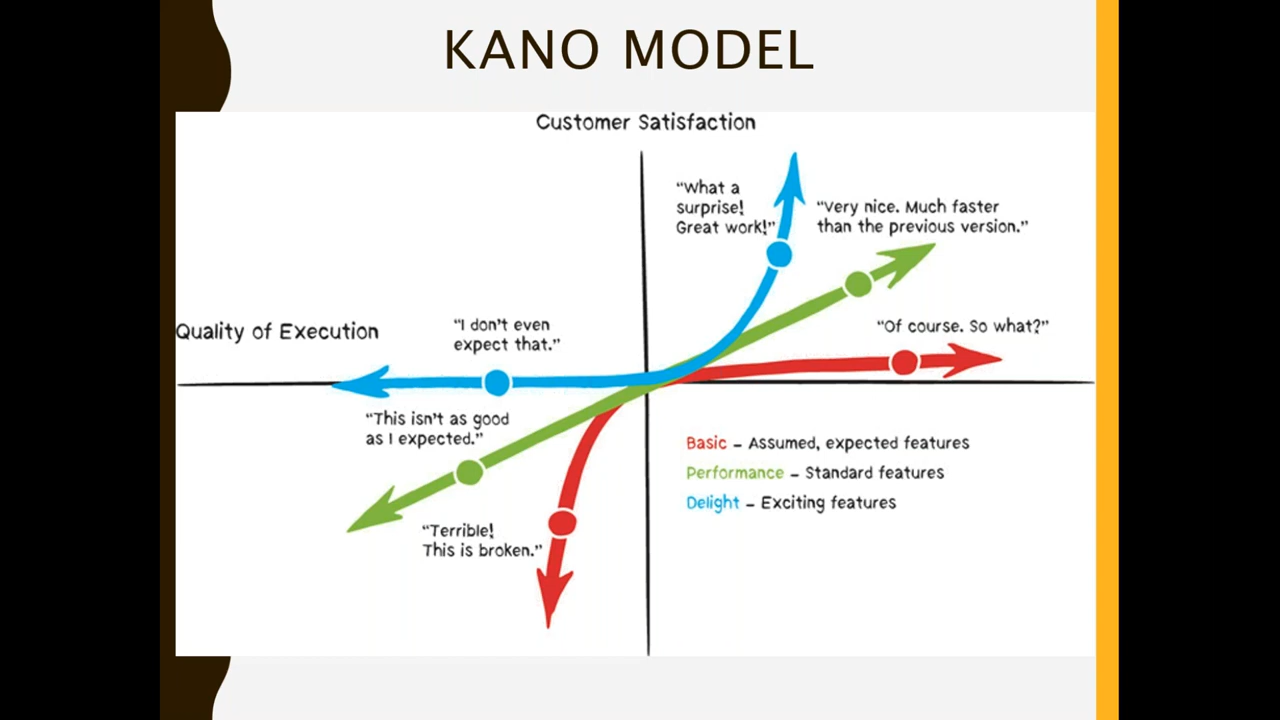 KANO MODEL
Customer Satisfaction
“What a
surprise!
Great work!”
“Very nice. Much faster
than the previous version.”
Quality of Execution
“I don’t even
expect that.”
“Of course. So what?”
“This isn’t as good
as I expected.”
Basic – Assumed, expected features
Performance – Standard features
Delight – Exciting features
“Terrible!
This is broken.”